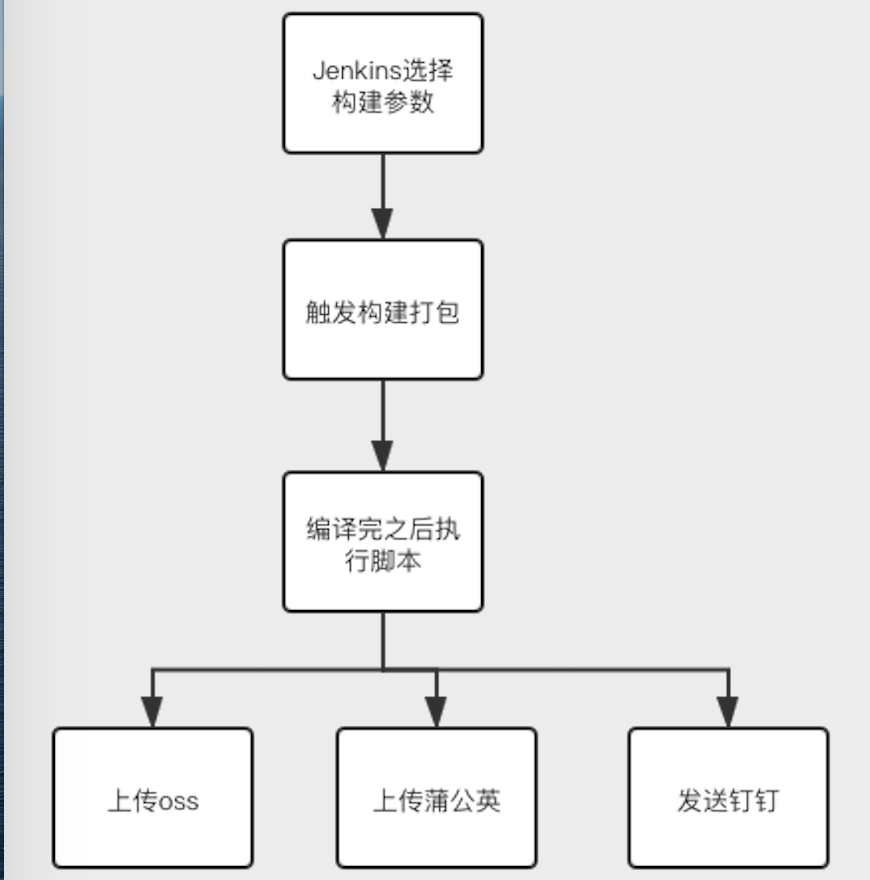 Jenkins选择
构建参数
触发构建打包
编译完之后执
行脚本
上传oss
上传蒲公英
发送钉钉